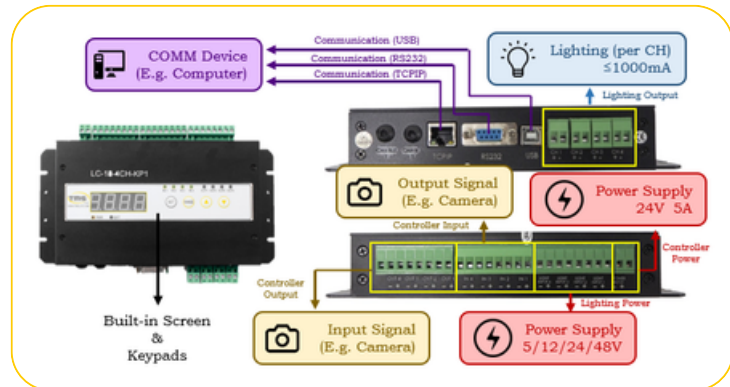 COMM Device
(E.g. Computer)
Communication (USB)
Communication (RS232)
Communication (TCPIP)
Lighting (per CH)
≤1000mA
Lighting Output
TCPIP
RS232
USB
Output Signal
(E.g. Camera)
Power Supply
24V 5A
Controller Input
Controller
Power
Controller
Output
Lighting Power
Input Signal
(E.g. Camera)
Power Supply
5/12/24/48V
Built-in Screen
&
Keypads